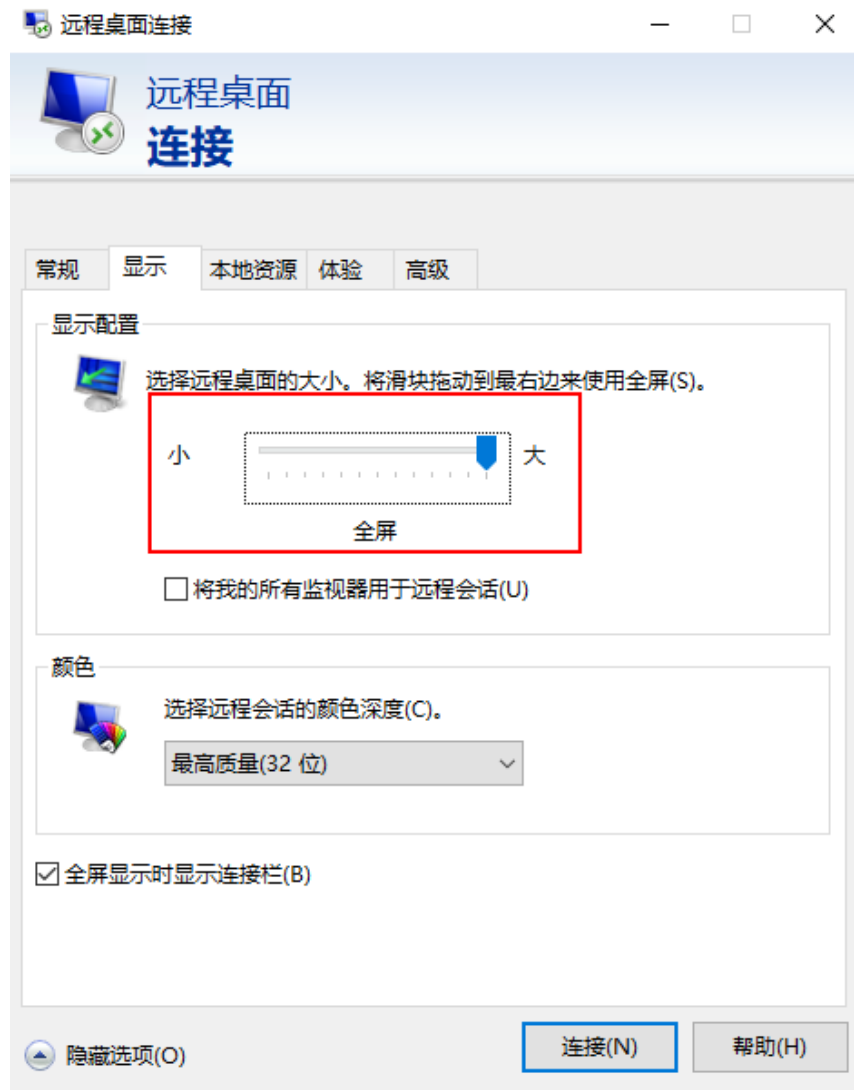 远程桌面连接
远程桌面
连接
常规 显示 本地资源 体验 高级
显示配置
选择远程桌面的大小。将滑块拖动到最右边来使用全屏(S)。
小 大
全屏
将我的所有监视器用于远程会话(U)
颜色
选择远程会话的颜色深度(C)。
最高质量(32 位)
全屏显示时显示连接栏(B)
隐藏选项(O) 连接(N) 帮助(H)